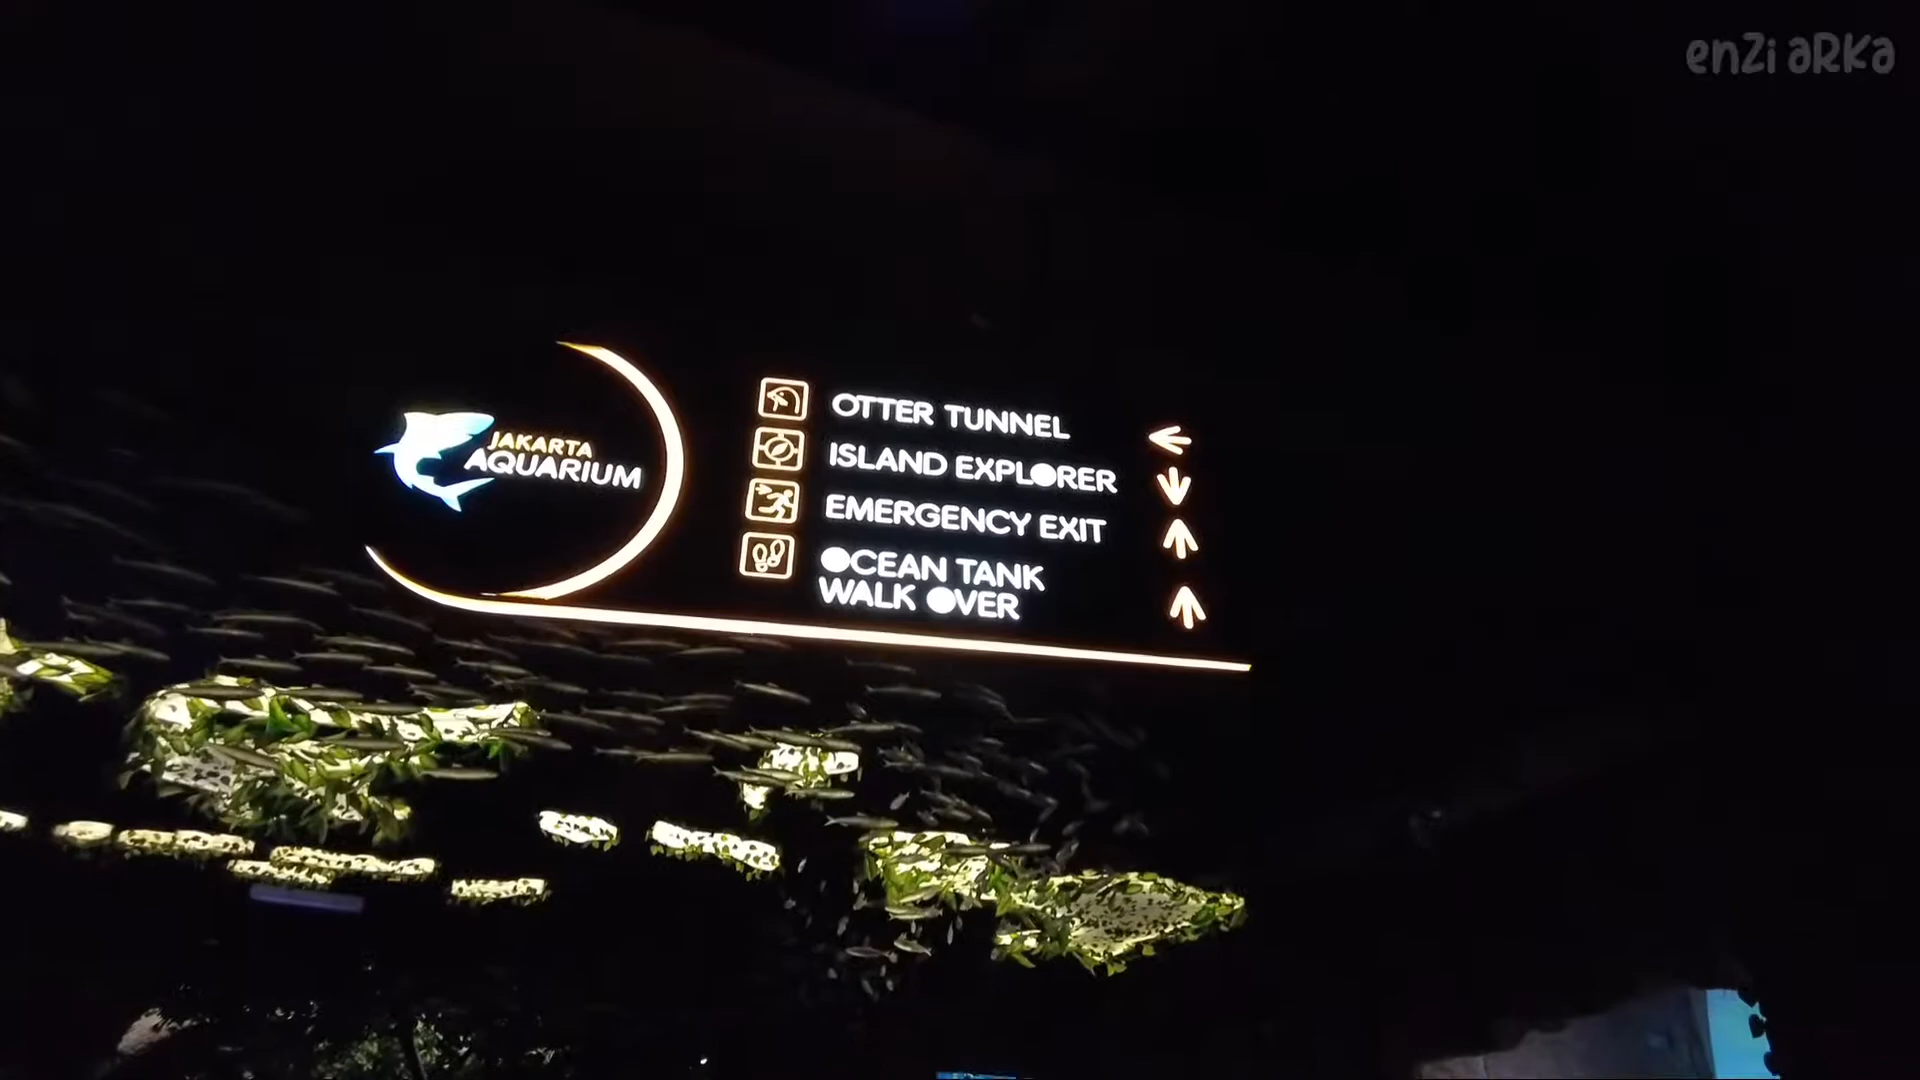 enzi aRKa
JAKARTA
AQUARIUM
OTTER TUNNEL
ISLAND EXPLORER
EMERGENCY EXIT
OCEAN TANK
WALK OVER